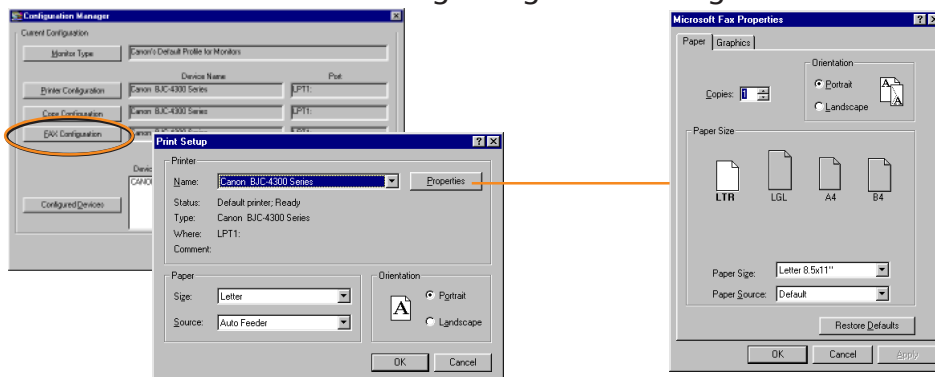 Configuration Manager
Current Configuration
Monitor Type
Canon's Default Profile for Monitors
Device Name
Port
Printer Configuration
Canon BJC-4300 Series
LPT1:
Copy Configuration
Canon BJC-4300 Series
LPT1:
FAX Configuration
Configured Devices
Print Setup
Printer
Name:
Canon BJC-4300 Series
Properties
Status:
Default printer; Ready
Type:
Canon BJC-4300 Series
Where:
LPT1:
Comment:
Paper
Size:
Letter
Source:
Auto Feeder
Orientation
A
Portrait
Landscape
OK
Cancel
Microsoft Fax Properties
Paper
Graphics
Copies:
1
Orientation
Portrait
Landscape
A
A
Paper Size
LTR
LGL
A4
B4
Paper Size:
Letter 8.5x11"
Paper Source:
Default
Restore Defaults
OK
Cancel
Apply